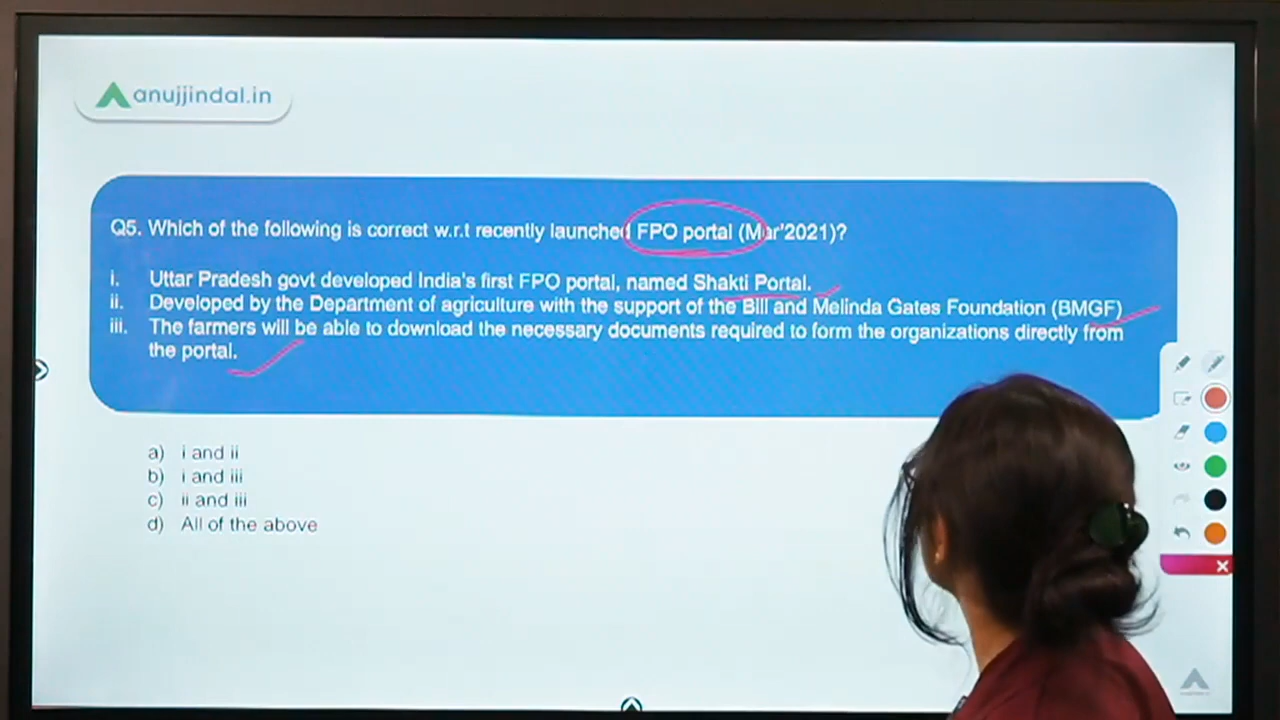 anujjindal.in
Q5. Which of the following is correct w.r.t recently launched FPO portal (Mar'2021)?
i. Uttar Pradesh govt developed India's first FPO portal, named Shakti Portal.
ii. Developed by the Department of agriculture with the support of the Bill and Melinda Gates Foundation (BMGF)
iii. The farmers will be able to download the necessary documents required to form the organizations directly from
the portal.
a) i and ii
b) i and iii
c) ii and iii
d) All of the above